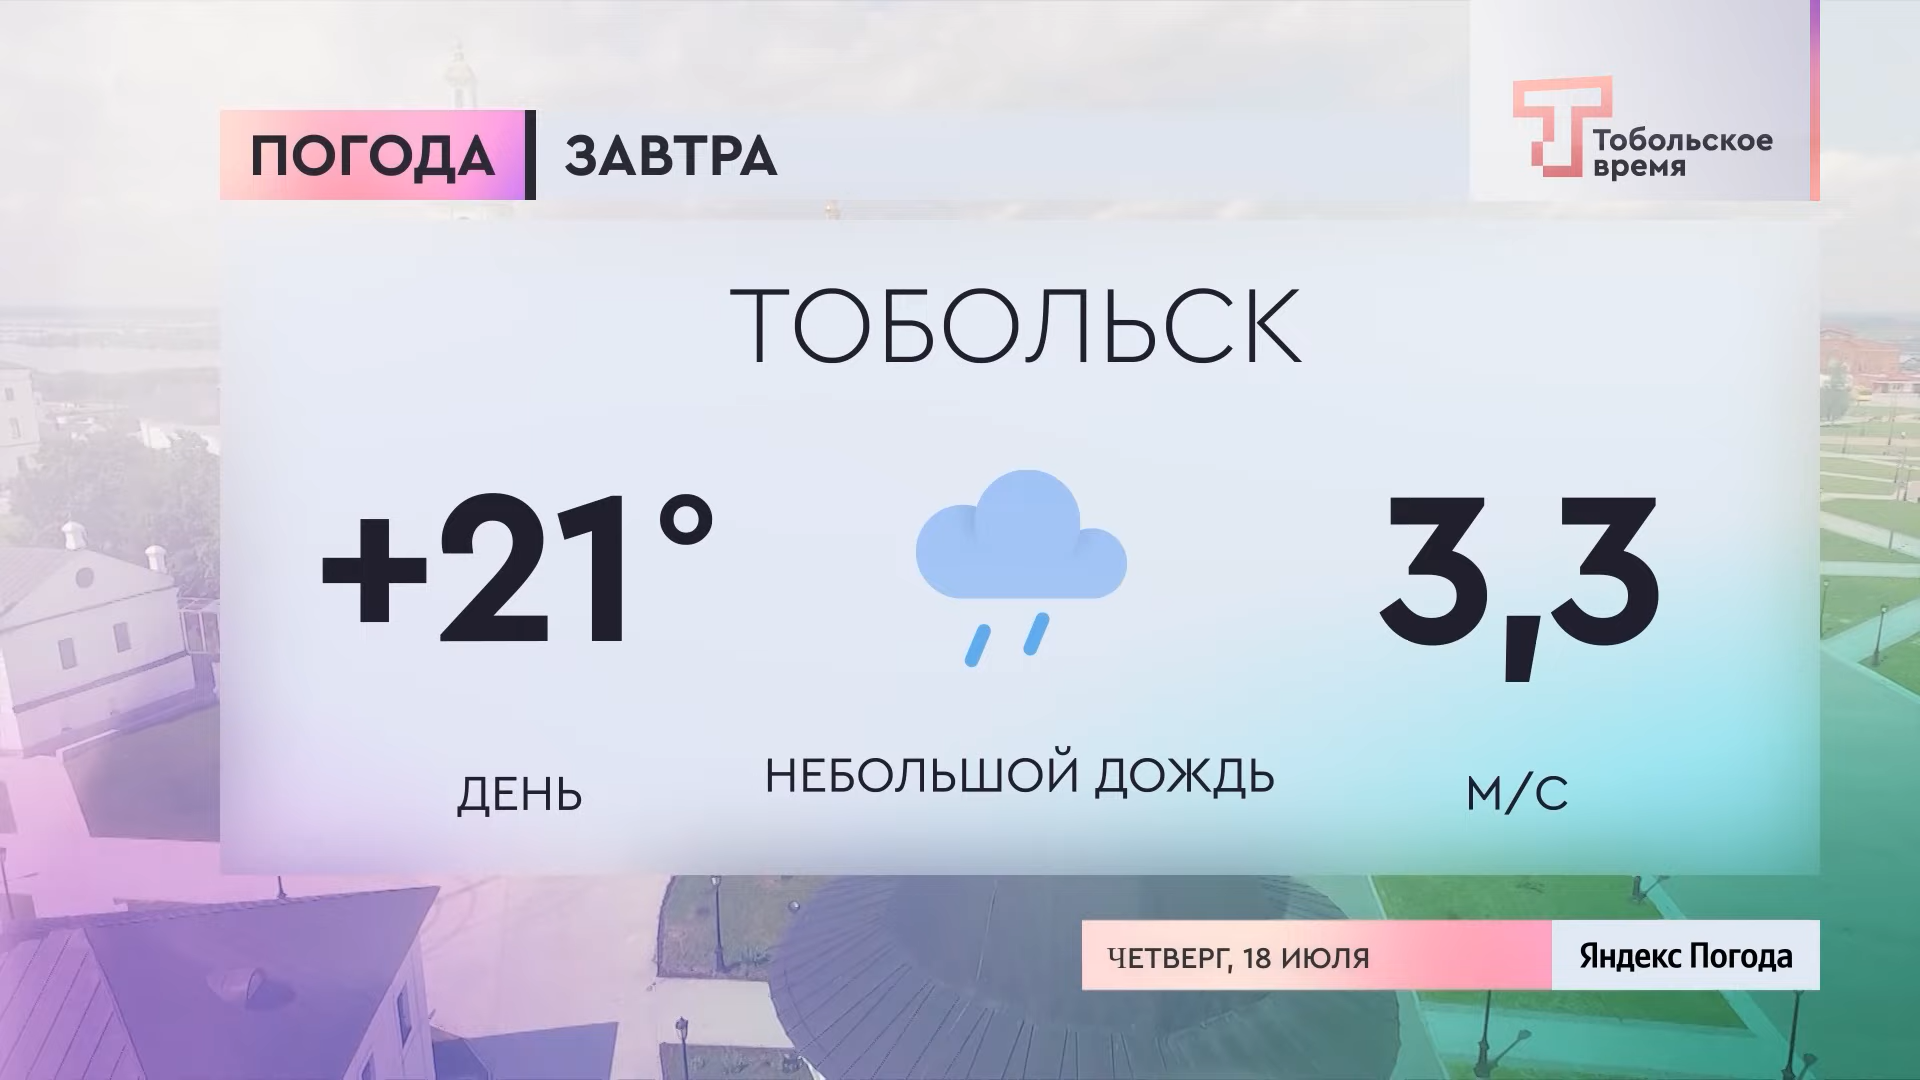 ПОГОДА ЗАВТРА
Тобольское
время
ТОБОЛЬСК
+21° 3,3
ДЕНЬ НЕБОЛЬШОЙ ДОЖДЬ М/С
ЧЕТВЕРГ, 18 ИЮЛЯ Яндекс Погода